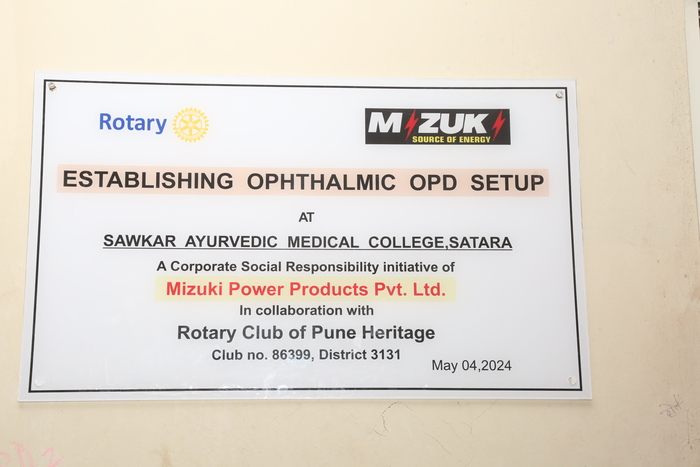 Rotary
MIZUKI
SOURCE OF ENERGY
ESTABLISHING OPHTHALMIC OPD SETUP
AT
SAWKAR AYURVEDIC MEDICAL COLLEGE,SATARA
A Corporate Social Responsibility initiative of
Mizuki Power Products Pvt. Ltd.
In collaboration with
Rotary Club of Pune Heritage
Club no. 86399, District 3131
May 04,2024